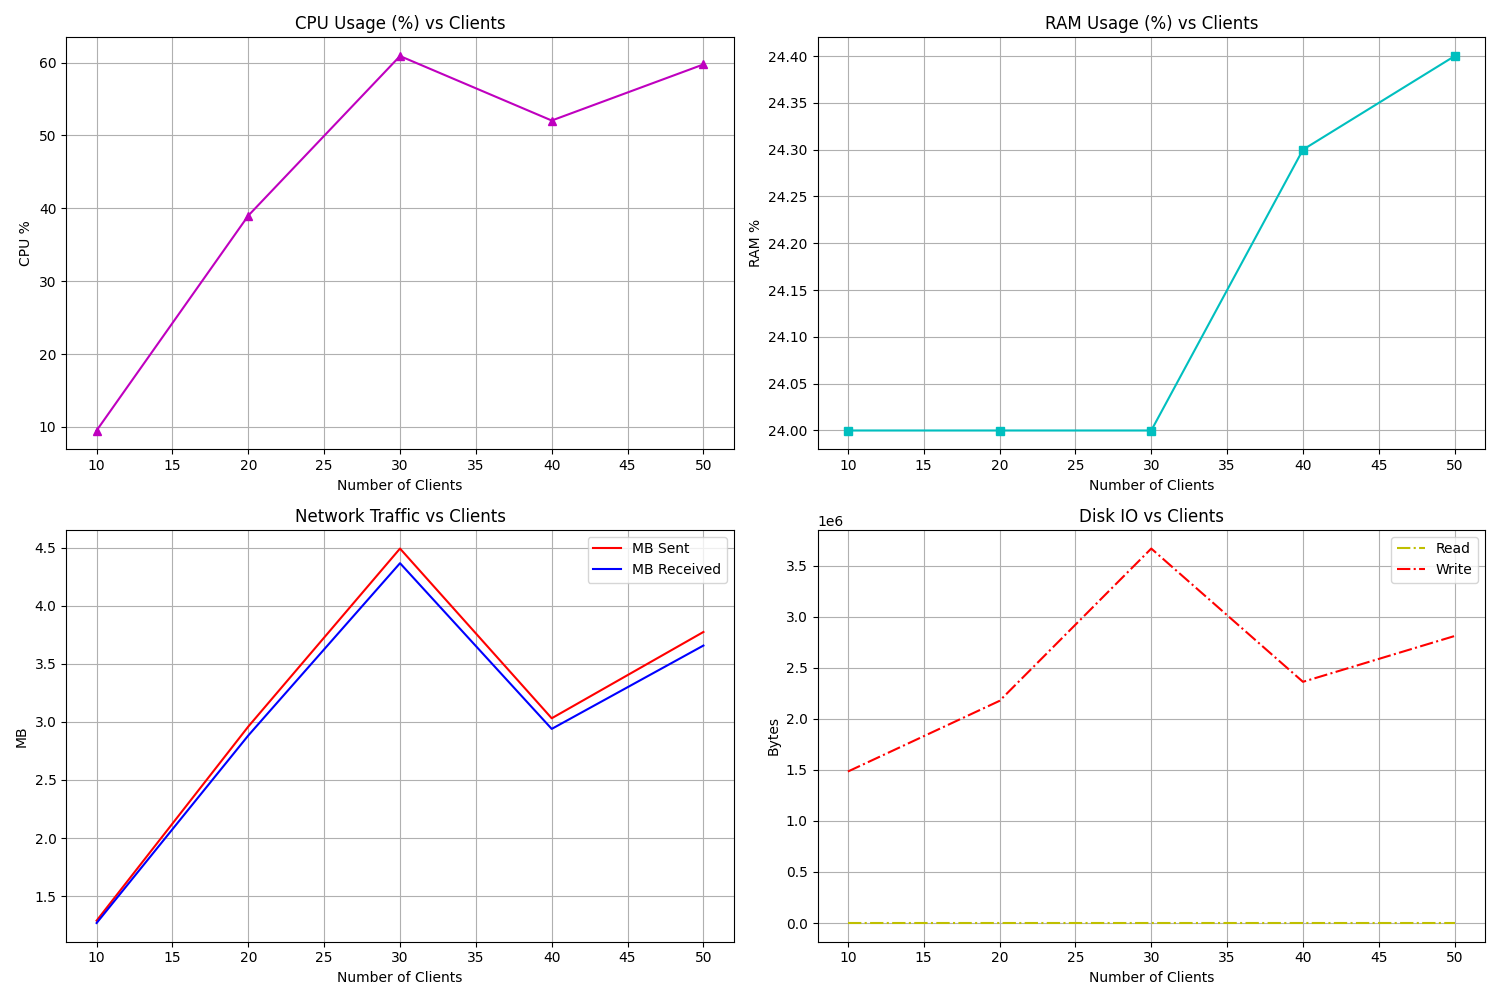 CPU Usage (%) vs Clients
60
50
40
30
20
10
CPU %
10 15 20 25 30 35 40 45 50
Number of Clients
RAM Usage (%) vs Clients
24.40
24.35
24.30
24.25
24.20
24.15
24.10
24.05
24.00
RAM %
10 15 20 25 30 35 40 45 50
Number of Clients
Network Traffic vs Clients
MB Sent
MB Received
4.5
4.0
3.5
3.0
2.5
2.0
1.5
MB
10 15 20 25 30 35 40 45 50
Number of Clients
Disk IO vs Clients
1e6
Read
Write
3.5
3.0
2.5
2.0
1.5
1.0
0.5
0.0
Bytes
10 15 20 25 30 35 40 45 50
Number of Clients